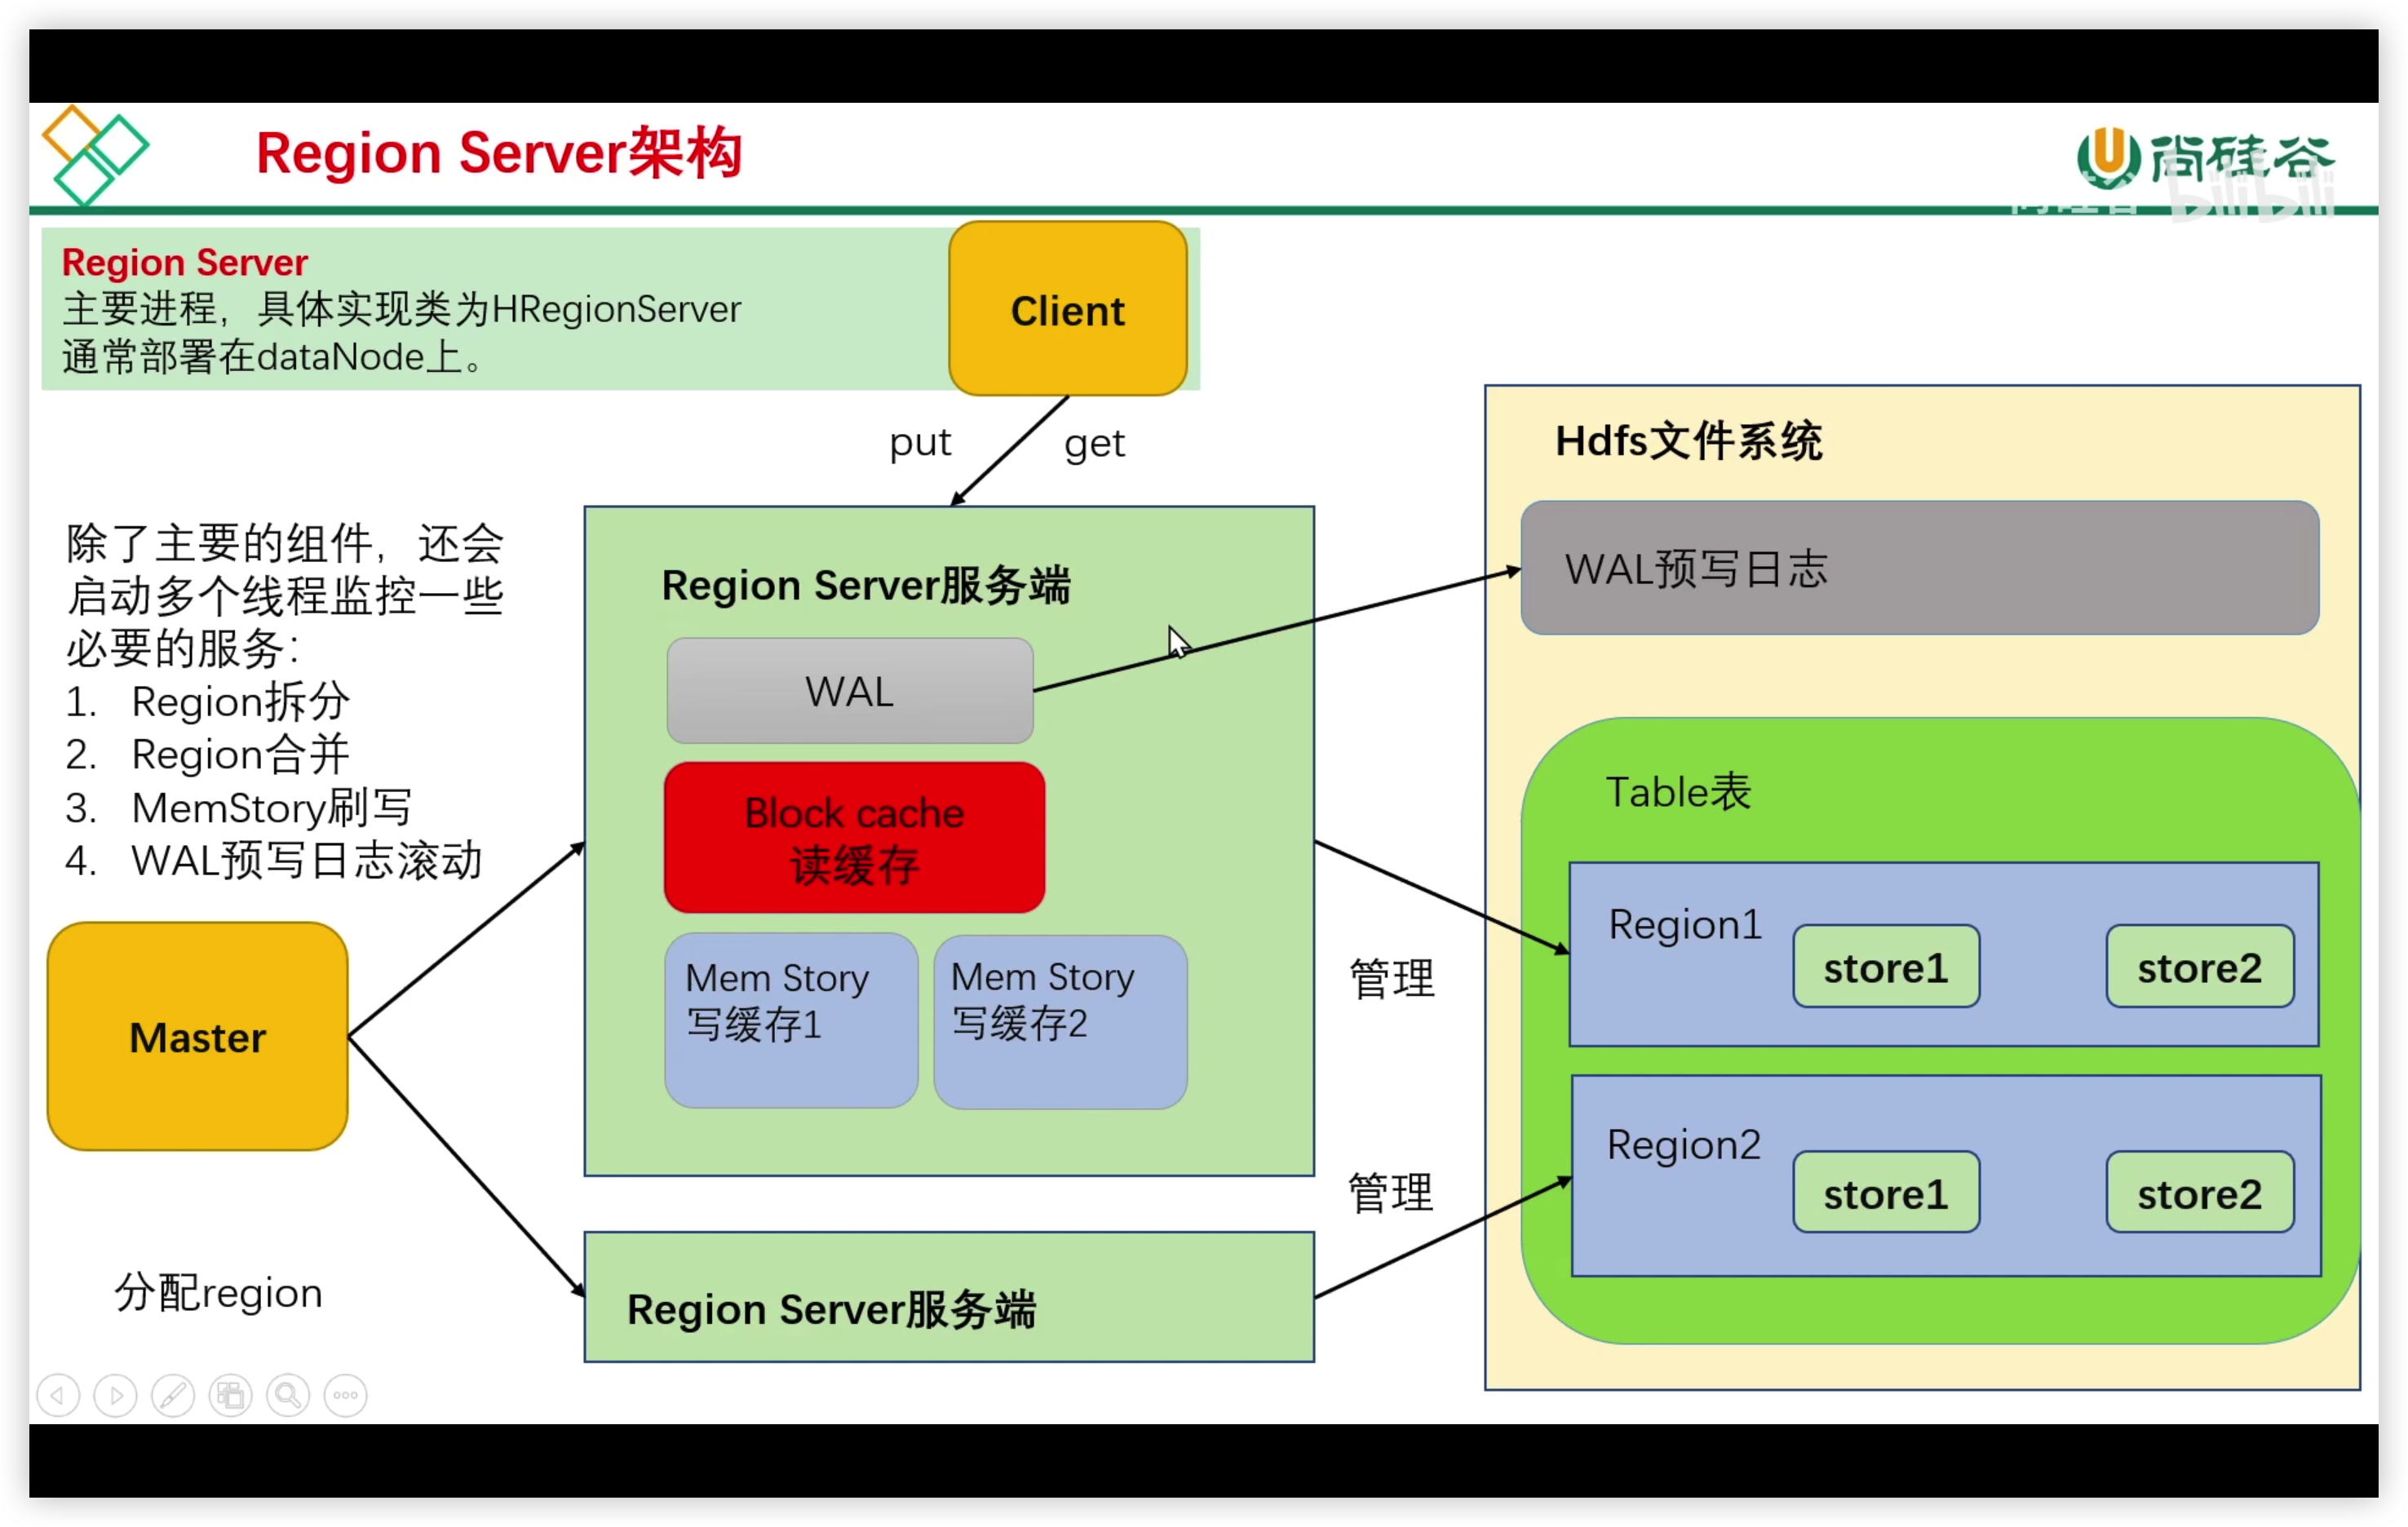 Region Server架构
尚硅谷
bilibili
Region Server
主要进程，具体实现类为HRegionServer
通常部署在dataNode上。
Client
put
get
除了主要的组件，还会
启动多个线程监控一些
必要的服务：
1. Region拆分
2. Region合并
3. MemStory刷写
4. WAL预写日志滚动
Master
分配region
Region Server服务端
WAL
Block cache
读缓存
Mem Story
写缓存1
Mem Story
写缓存2
Region Server服务端
管理
管理
Hdfs文件系统
WAL预写日志
Table表
Region1
store1
store2
Region2
store1
store2